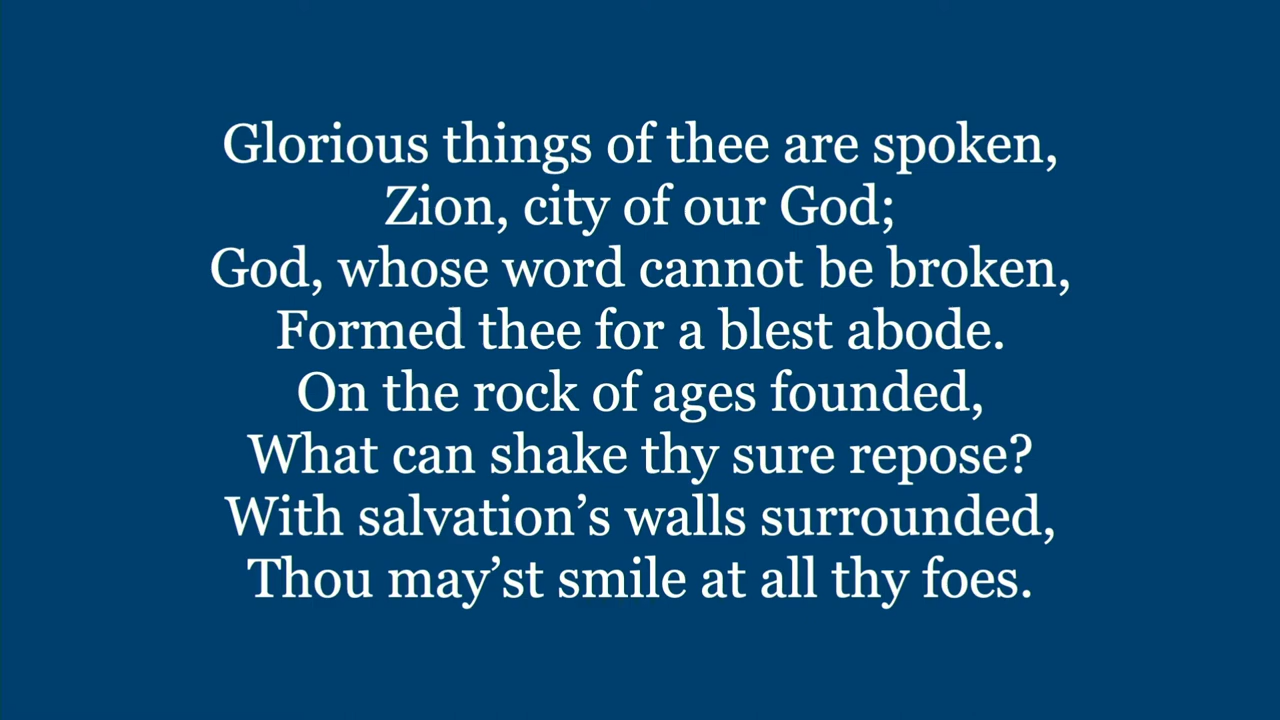 Glorious things of thee are spoken,
Zion, city of our God;
God, whose word cannot be broken,
Formed thee for a blest abode.
On the rock of ages founded,
What can shake thy sure repose?
With salvation’s walls surrounded,
Thou may’st smile at all thy foes.